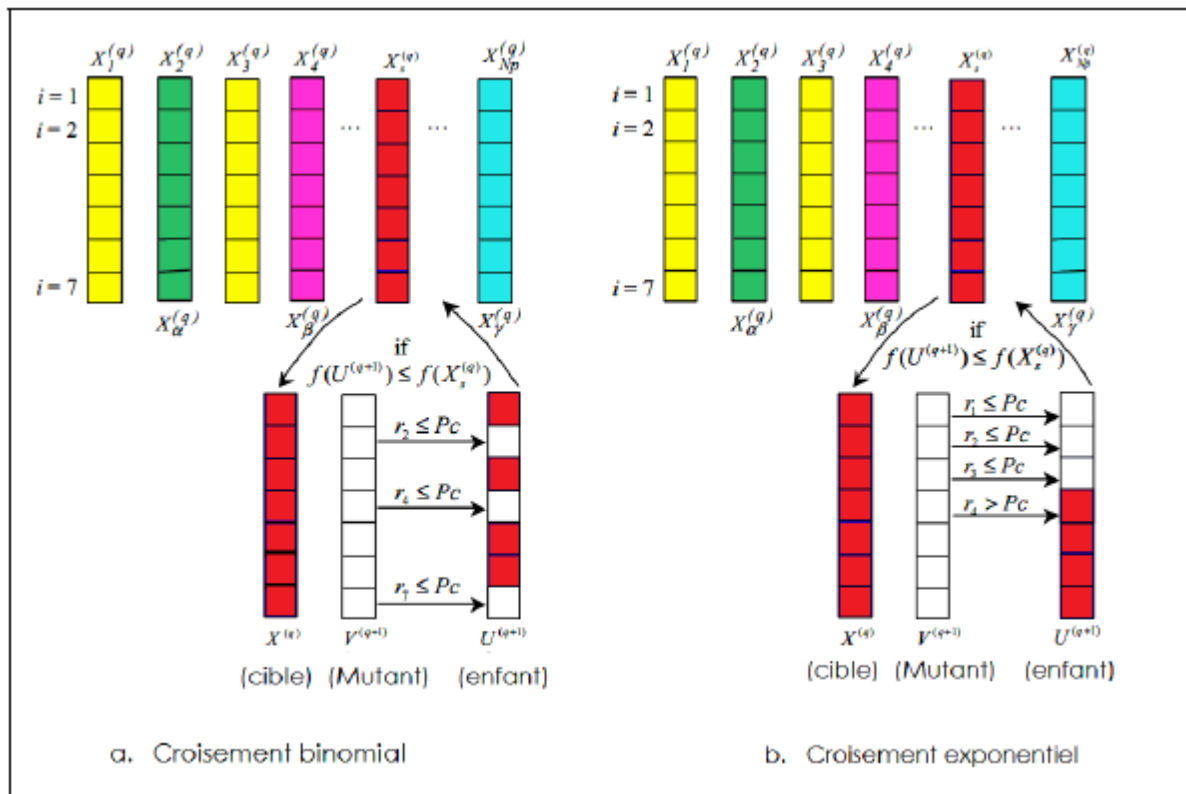 X_1^(q) X_2^(q) X_3^(q) X_4^(q) X_s^(q) X_Np^(q)
i = 1
i = 2
... ...
i = 7
X_α^(q) X_β^(q) X_γ^(q)
if
f(U^(q+1)) ≤ f(X_s^(q))
r_2 ≤ Pc
r_4 ≤ Pc
r_7 ≤ Pc
X^(q) V^(q+1) U^(q+1)
(cible) (Mutant) (enfant)
a. Croisement binomial
X_1^(q) X_2^(q) X_3^(q) X_4^(q) X_s^(q) X_Np^(q)
i = 1
i = 2
... ...
i = 7
X_α^(q) X_β^(q) X_γ^(q)
if
f(U^(q+1)) ≤ f(X_s^(q))
r_1 ≤ Pc
r_2 ≤ Pc
r_3 ≤ Pc
r_4 > Pc
X^(q) V^(q+1) U^(q+1)
(cible) (Mutant) (enfant)
b. Croisement exponentiel